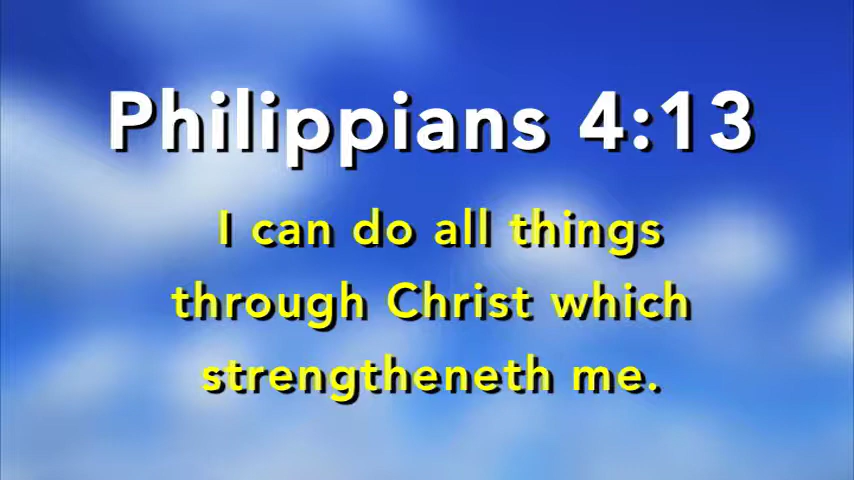 Philippians 4:13
I can do all things
through Christ which
strengtheneth me.